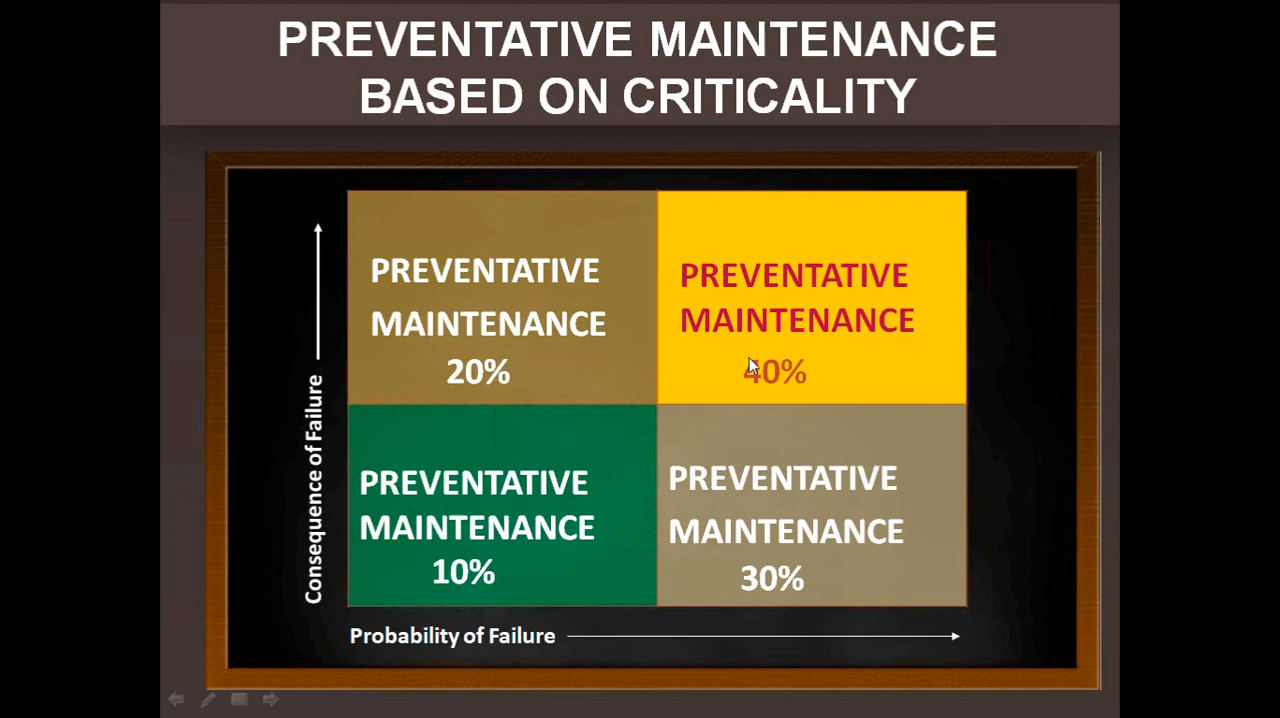 PREVENTATIVE MAINTENANCE
BASED ON CRITICALITY
PREVENTATIVE
MAINTENANCE
20%
PREVENTATIVE
MAINTENANCE
40%
Consequence of Failure
PREVENTATIVE
MAINTENANCE
10%
PREVENTATIVE
MAINTENANCE
30%
Probability of Failure